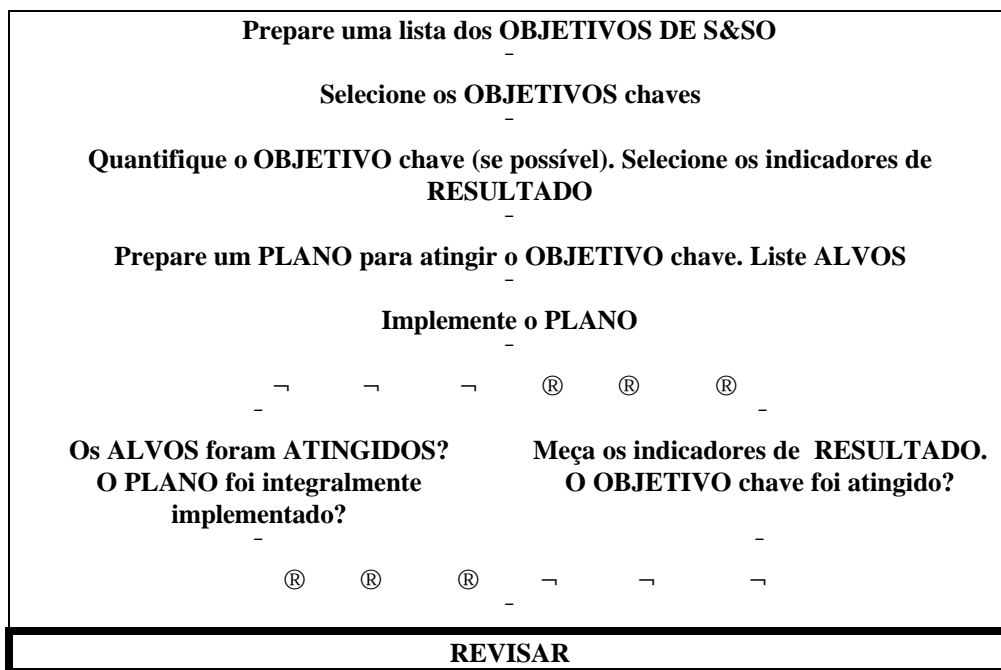 Prepare uma lista dos OBJETIVOS DE S&SO
-
Selecione os OBJETIVOS chaves
-
Quantifique o OBJETIVO chave (se possível). Selecione os indicadores de
RESULTADO
-
Prepare um PLANO para atingir o OBJETIVO chave. Liste ALVOS
-
Implemente o PLANO
-
¬ ¬ ¬ ® ® ®
- -
Os ALVOS foram ATINGIDOS?
O PLANO foi integralmente
implementado?
Meça os indicadores de RESULTADO.
O OBJETIVO chave foi atingido?
- -
® ® ® ¬ ¬ ¬
-
REVISAR